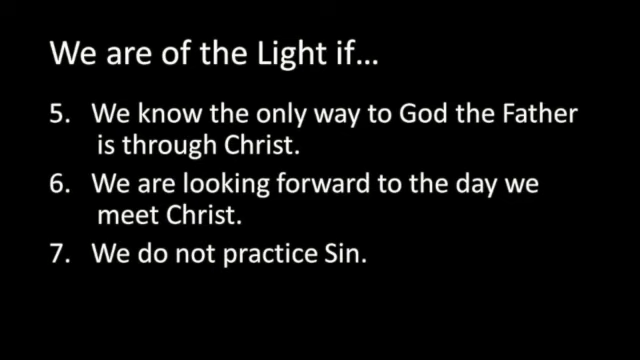 We are of the Light if...
5. We know the only way to God the Father
is through Christ.
6. We are looking forward to the day we
meet Christ.
7. We do not practice Sin.